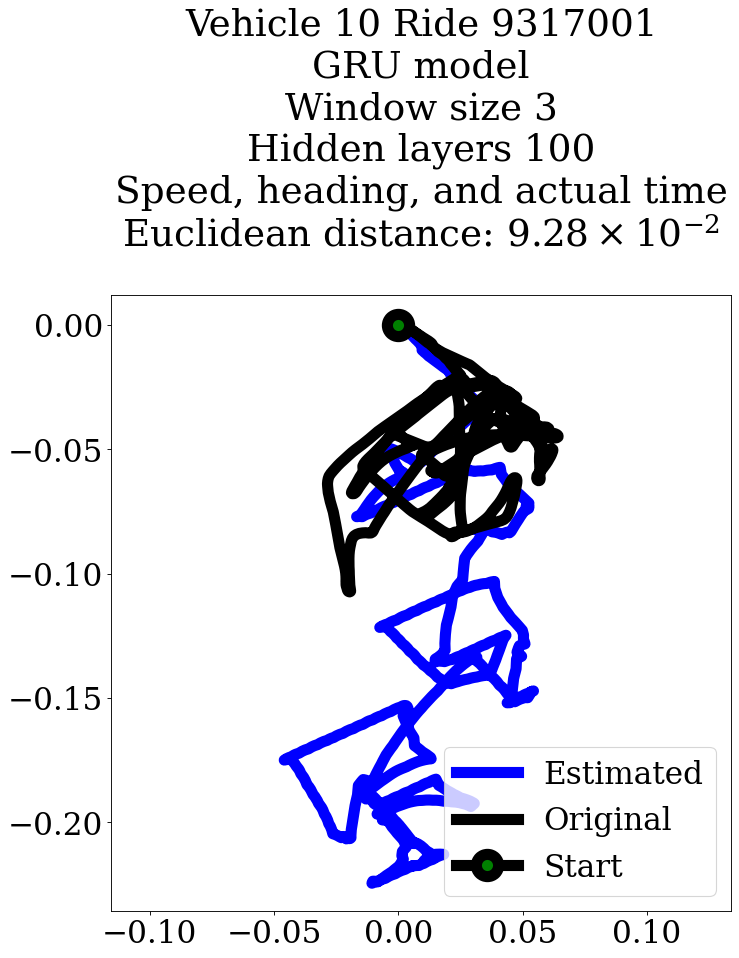 Vehicle 10 Ride 9317001
GRU model
Window size 3
Hidden layers 100
Speed, heading, and actual time
Euclidean distance: 9.28 × 10⁻²
0.00
−0.05
−0.10
−0.15
−0.20
Estimated
Original
Start
−0.10 −0.05 0.00 0.05 0.10